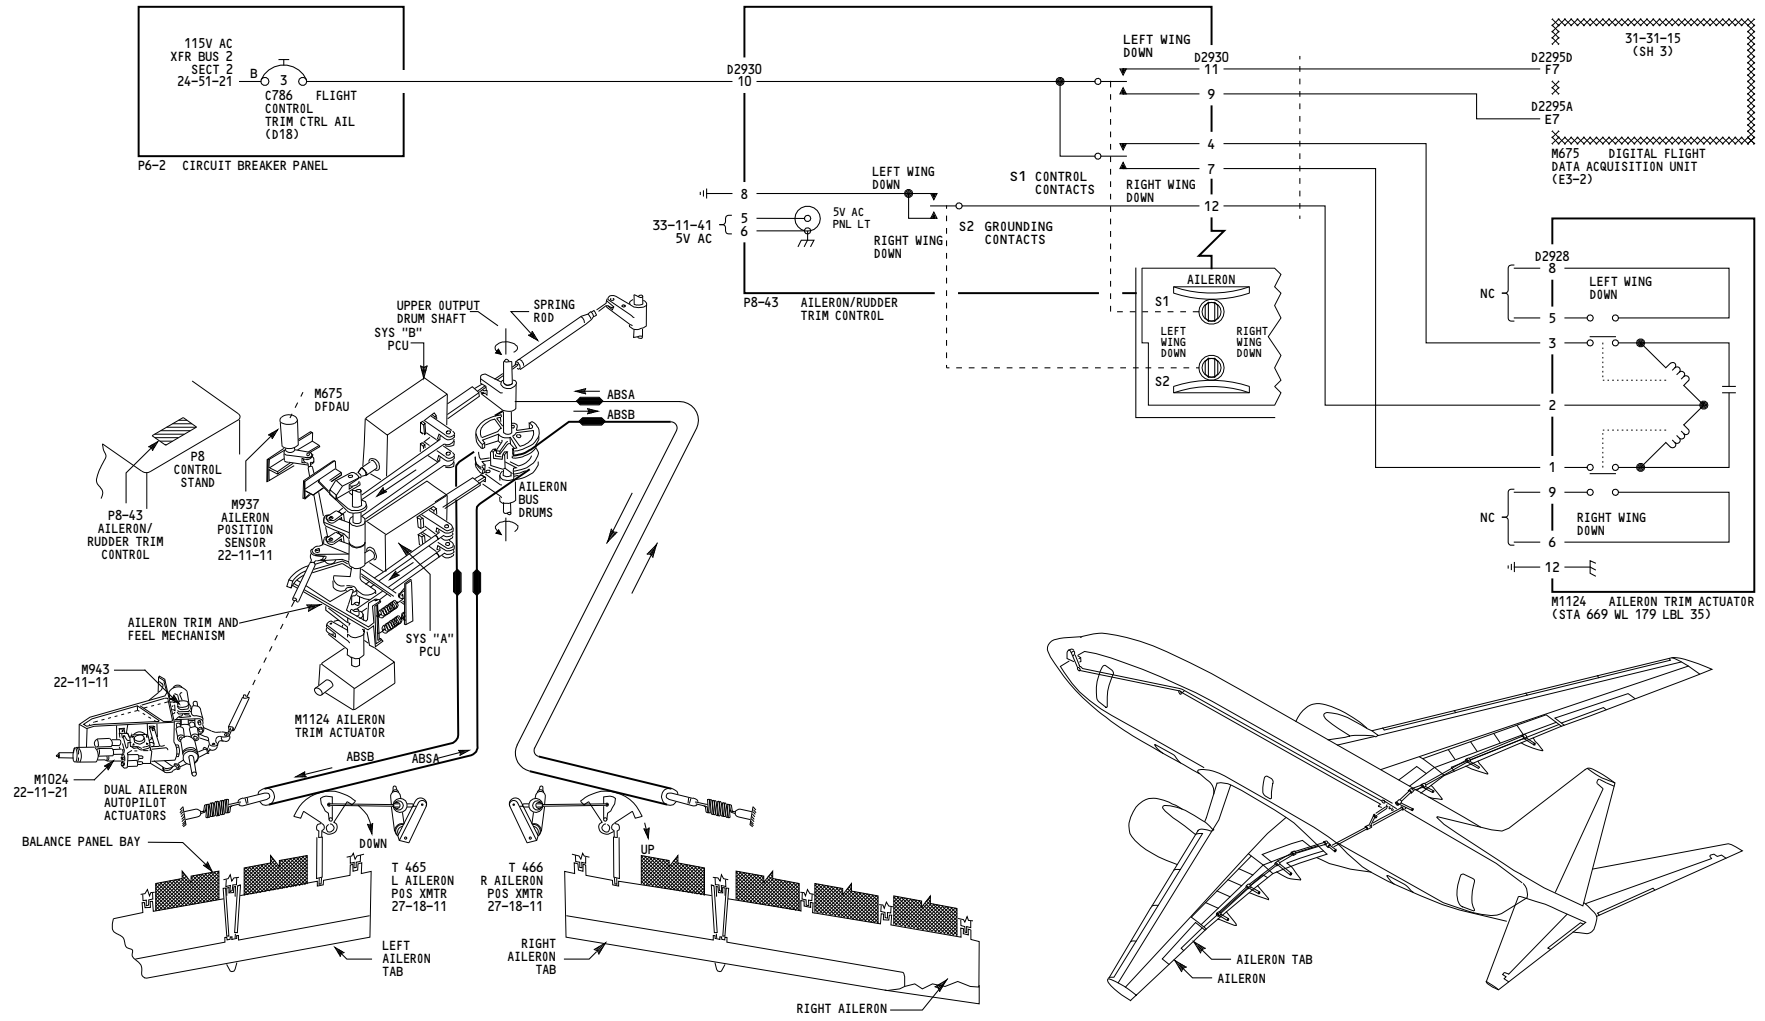 115V AC
XFR BUS 2
SECT 2
24-51-21
B
3
C786 FLIGHT
CONTROL
TRIM CTRL AIL
(D18)
P6-2 CIRCUIT BREAKER PANEL
D2930
10
8
33-11-41
5V AC
5
6
5V AC
PNL LT
LEFT WING
DOWN
RIGHT WING
DOWN
S2 GROUNDING
CONTACTS
S1 CONTROL
CONTACTS
LEFT WING
DOWN
RIGHT WING
DOWN
D2930
11
9
4
7
12
P8-43 AILERON/RUDDER
TRIM CONTROL
AILERON
S1
LEFT
WING
DOWN
RIGHT
WING
DOWN
S2
31-31-15
(SH 3)
D2295D
F7
D2295A
E7
M675 DIGITAL FLIGHT
DATA ACQUISITION UNIT
(E3-2)
D2928
8
NC
5
LEFT WING
DOWN
3
2
1
9
NC
6
RIGHT WING
DOWN
12
M1124 AILERON TRIM ACTUATOR
(STA 669 WL 179 LBL 35)
UPPER OUTPUT
DRUM SHAFT
SPRING
ROD
SYS "B"
PCU
M675
DFDAU
P8
CONTROL
STAND
P8-43
AILERON/
RUDDER TRIM
CONTROL
M937
AILERON
POSITION
SENSOR
22-11-11
ABSA
ABSB
AILERON
BUS
DRUMS
AILERON TRIM AND
FEEL MECHANISM
SYS "A"
PCU
M943
22-11-11
M1124 AILERON
TRIM ACTUATOR
ABSB
ABSA
M1024
22-11-21
DUAL AILERON
AUTOPILOT
ACTUATORS
BALANCE PANEL BAY
DOWN
UP
T 465
L AILERON
POS XMTR
27-18-11
T 466
R AILERON
POS XMTR
27-18-11
LEFT
AILERON
TAB
RIGHT
AILERON
TAB
RIGHT AILERON
AILERON TAB
AILERON